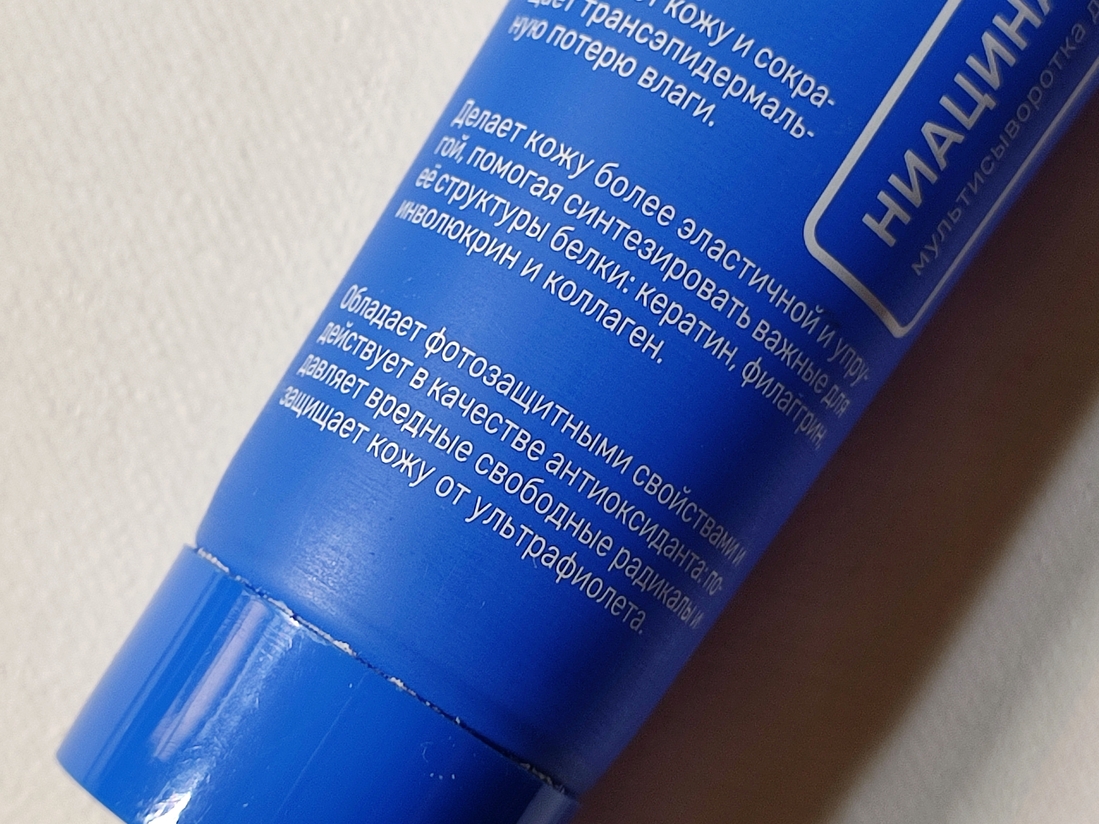 кожу и сокра-
щает трансэпидермаль-
ную потерю влаги.
Делает кожу более эластичной и упру-
гой, помогая синтезировать важные для
её структуры белки: кератин, филаггрин,
инволюкрин и коллаген.
Обладает фотозащитными свойствами и
действует в качестве антиоксиданта: по-
давляет вредные свободные радикалы и
защищает кожу от ультрафиолета.
НИАЦИНА
мультисыворотка